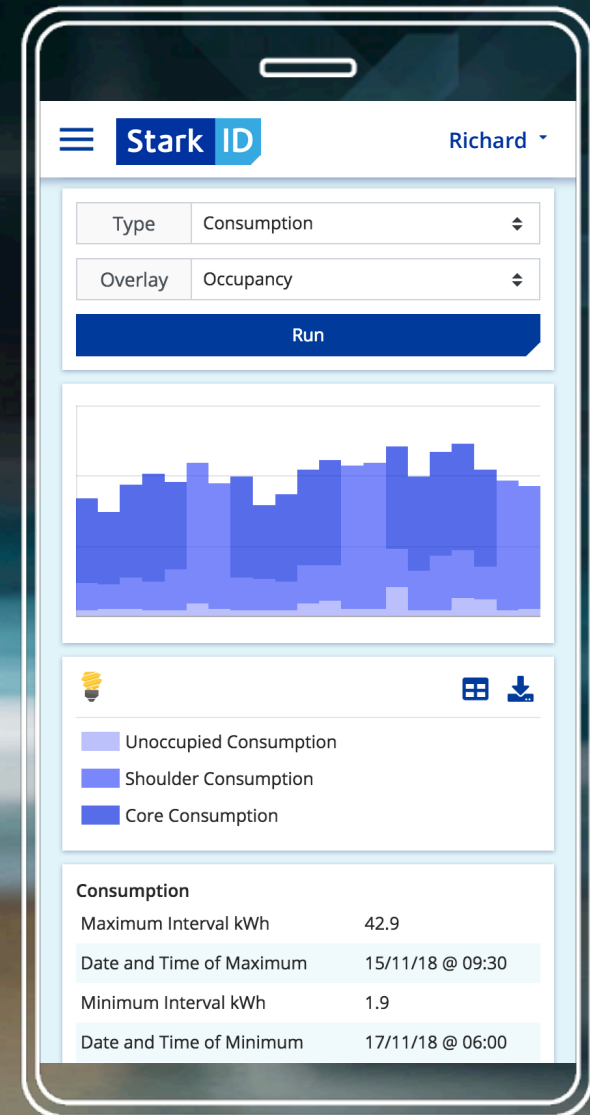 Stark ID
Richard
Type Consumption
Overlay Occupancy
Run
Unoccupied Consumption
Shoulder Consumption
Core Consumption
Consumption
Maximum Interval kWh 42.9
Date and Time of Maximum 15/11/18 @ 09:30
Minimum Interval kWh 1.9
Date and Time of Minimum 17/11/18 @ 06:00